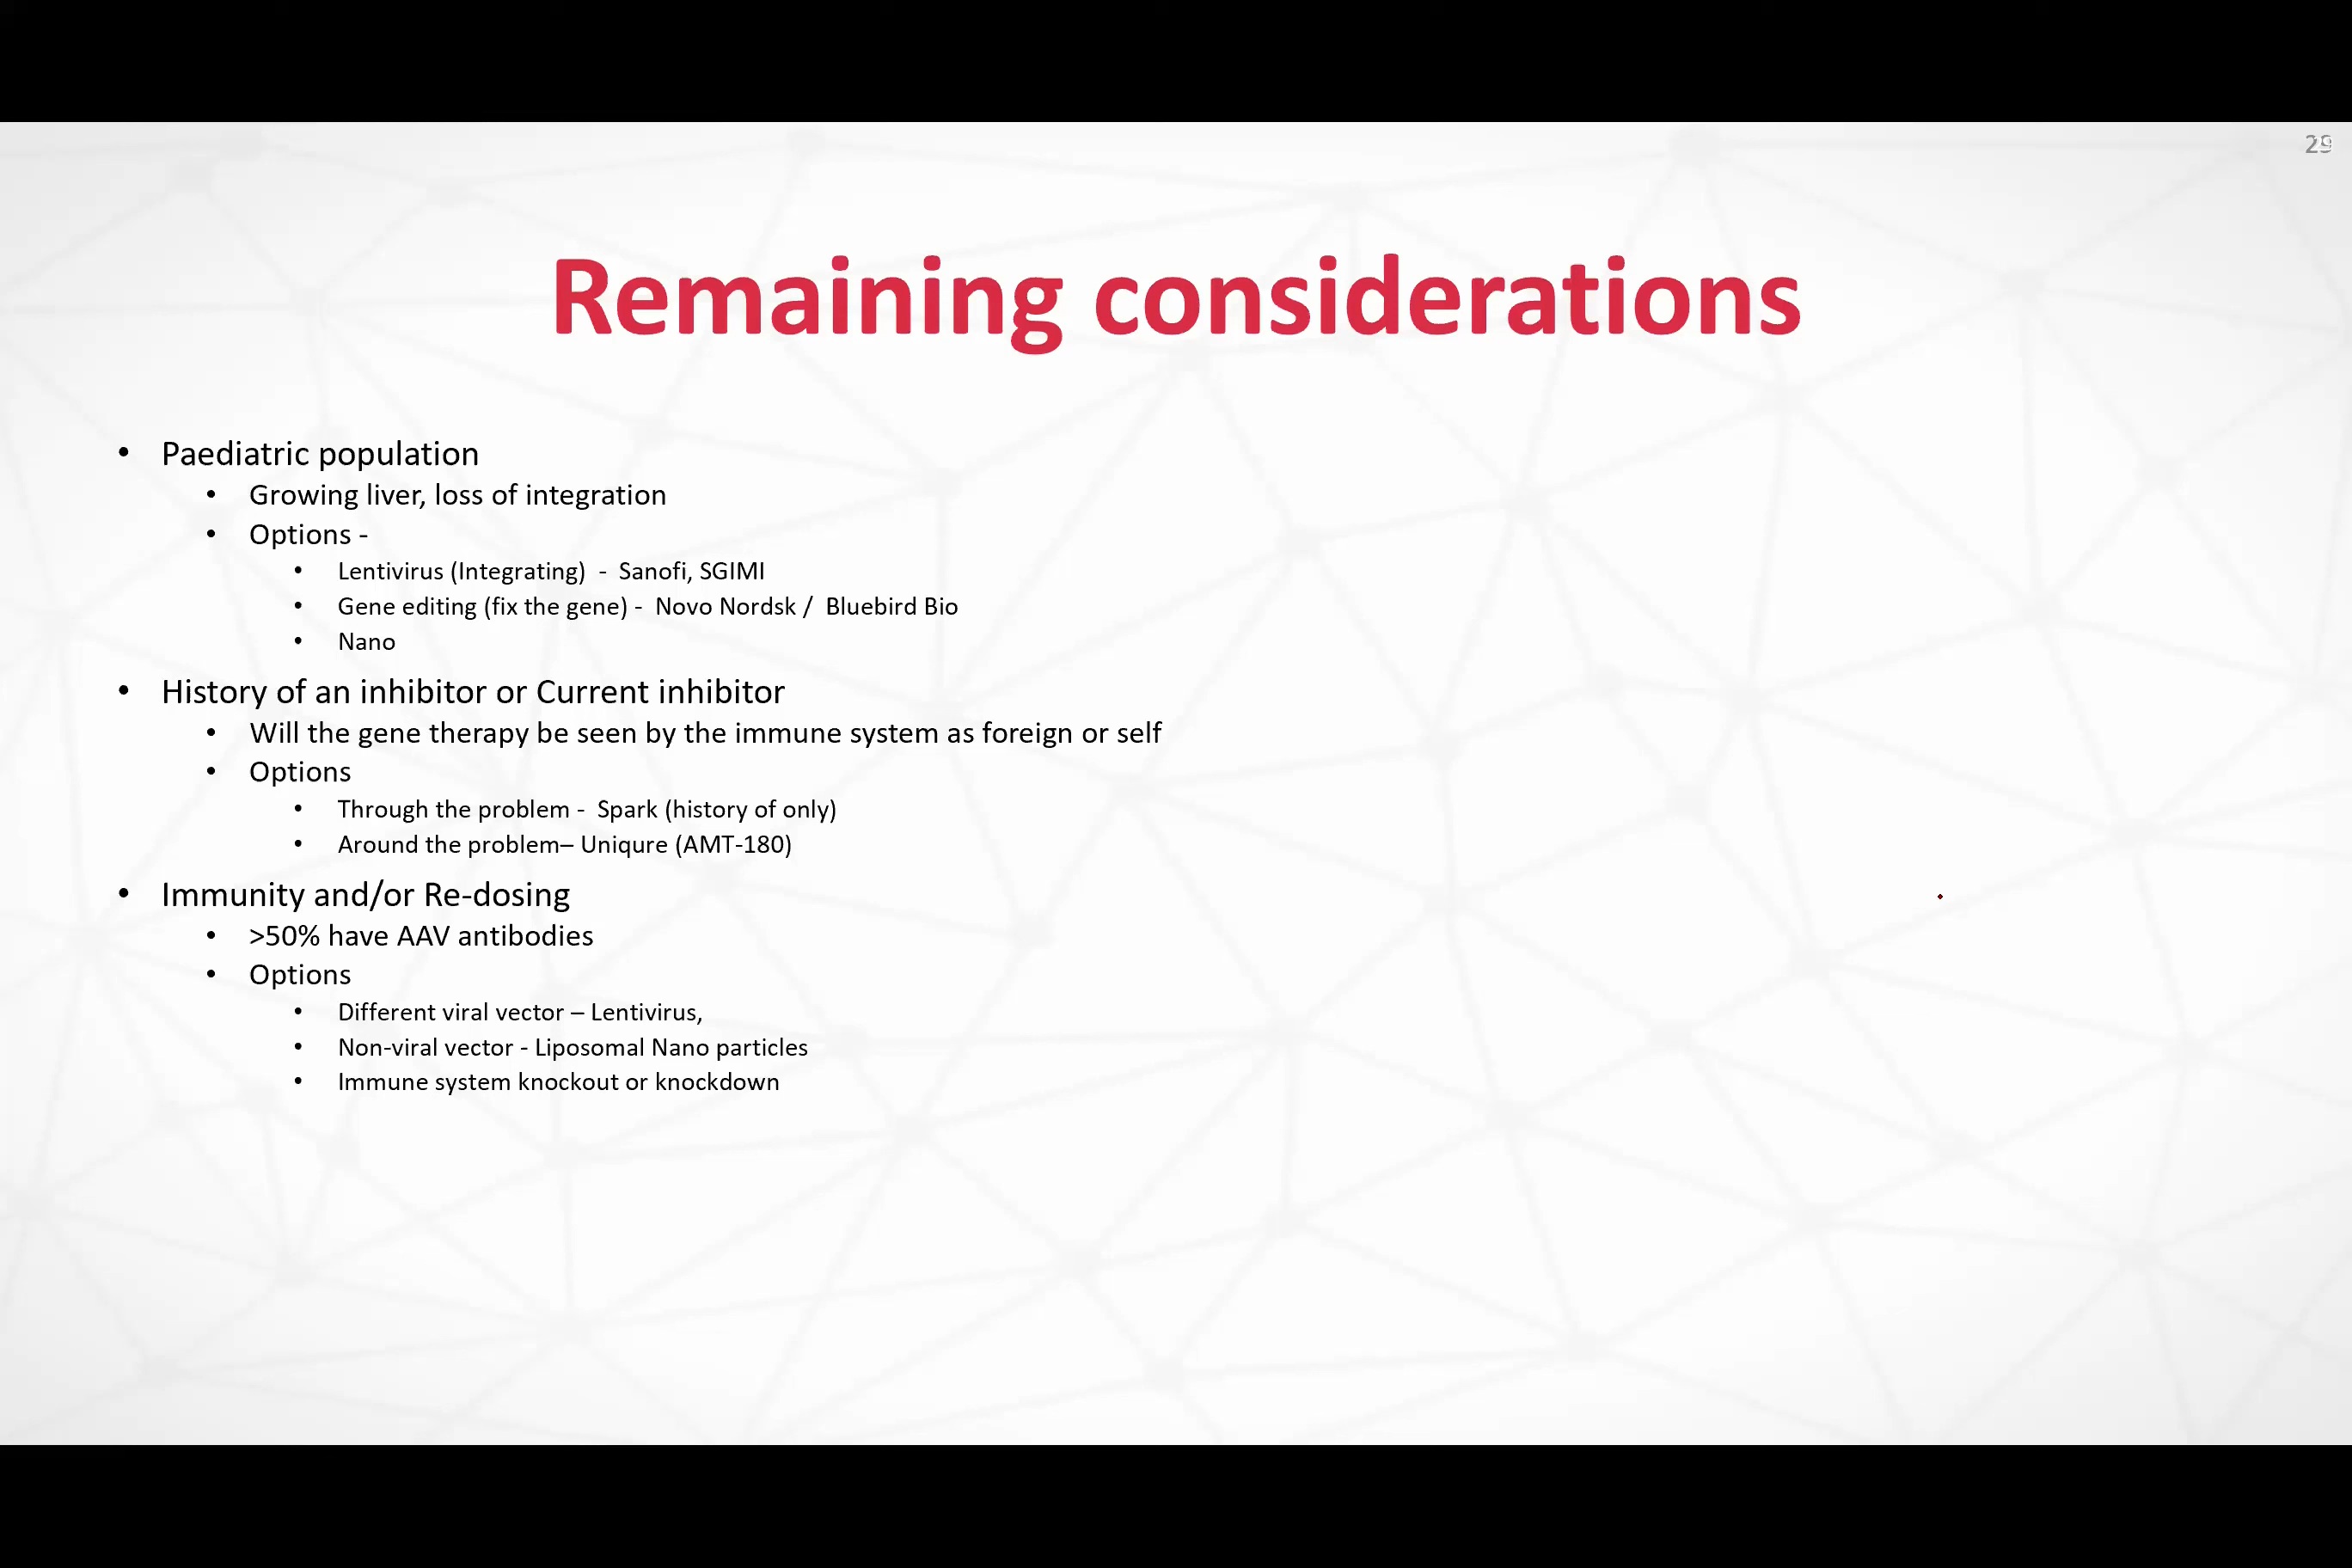 Remaining considerations
• Paediatric population
• Growing liver, loss of integration
• Options -
• Lentivirus (Integrating) - Sanofi, SGIMI
• Gene editing (fix the gene) - Novo Nordsk / Bluebird Bio
• Nano
• History of an inhibitor or Current inhibitor
• Will the gene therapy be seen by the immune system as foreign or self
• Options
• Through the problem - Spark (history of only)
• Around the problem– Uniqure (AMT-180)
• Immunity and/or Re-dosing
• >50% have AAV antibodies
• Options
• Different viral vector – Lentivirus,
• Non-viral vector - Liposomal Nano particles
• Immune system knockout or knockdown